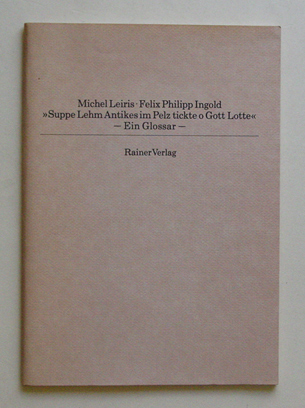 Michel Leiris · Felix Philipp Ingold
»Suppe Lehm Antikes im Pelz tickte o Gott Lotte«
— Ein Glossar —
Rainer Verlag